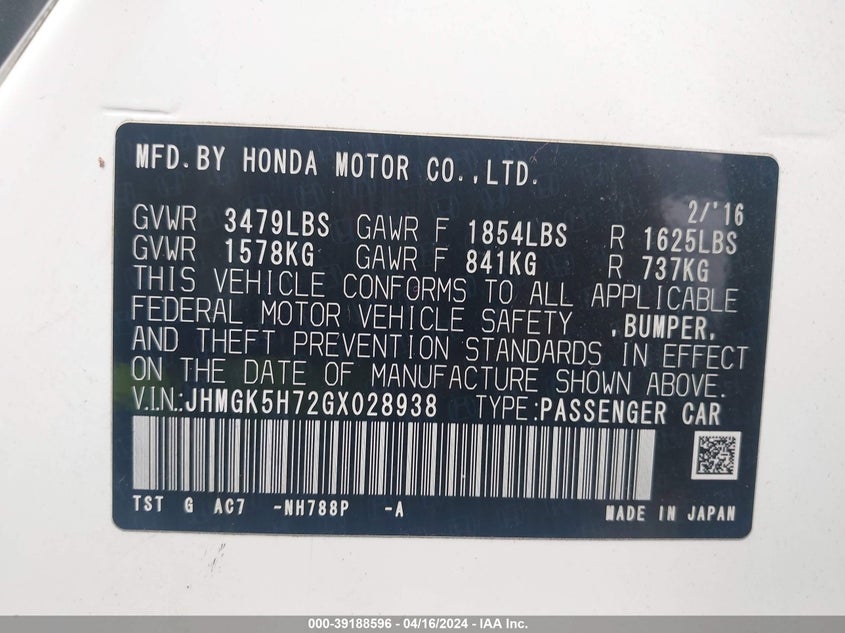 MFD.BY HONDA MOTOR CO.,LTD.
2/'16
GVWR 3479LBS GAWR F 1854LBS R 1625LBS
GVWR 1578KG GAWR F 841KG R 737KG
THIS VEHICLE CONFORMS TO ALL APPLICABLE
FEDERAL MOTOR VEHICLE SAFETY ,BUMPER,
AND THEFT PREVENTION STANDARDS IN EFFECT
ON THE DATE OF MANUFACTURE SHOWN ABOVE.
V.I.N.:JHMGK5H72GX028938 TYPE:PASSENGER CAR
TST G AC7 -NH788P -A MADE IN JAPAN
000-39188596 - 04/16/2024 - IAA Inc.